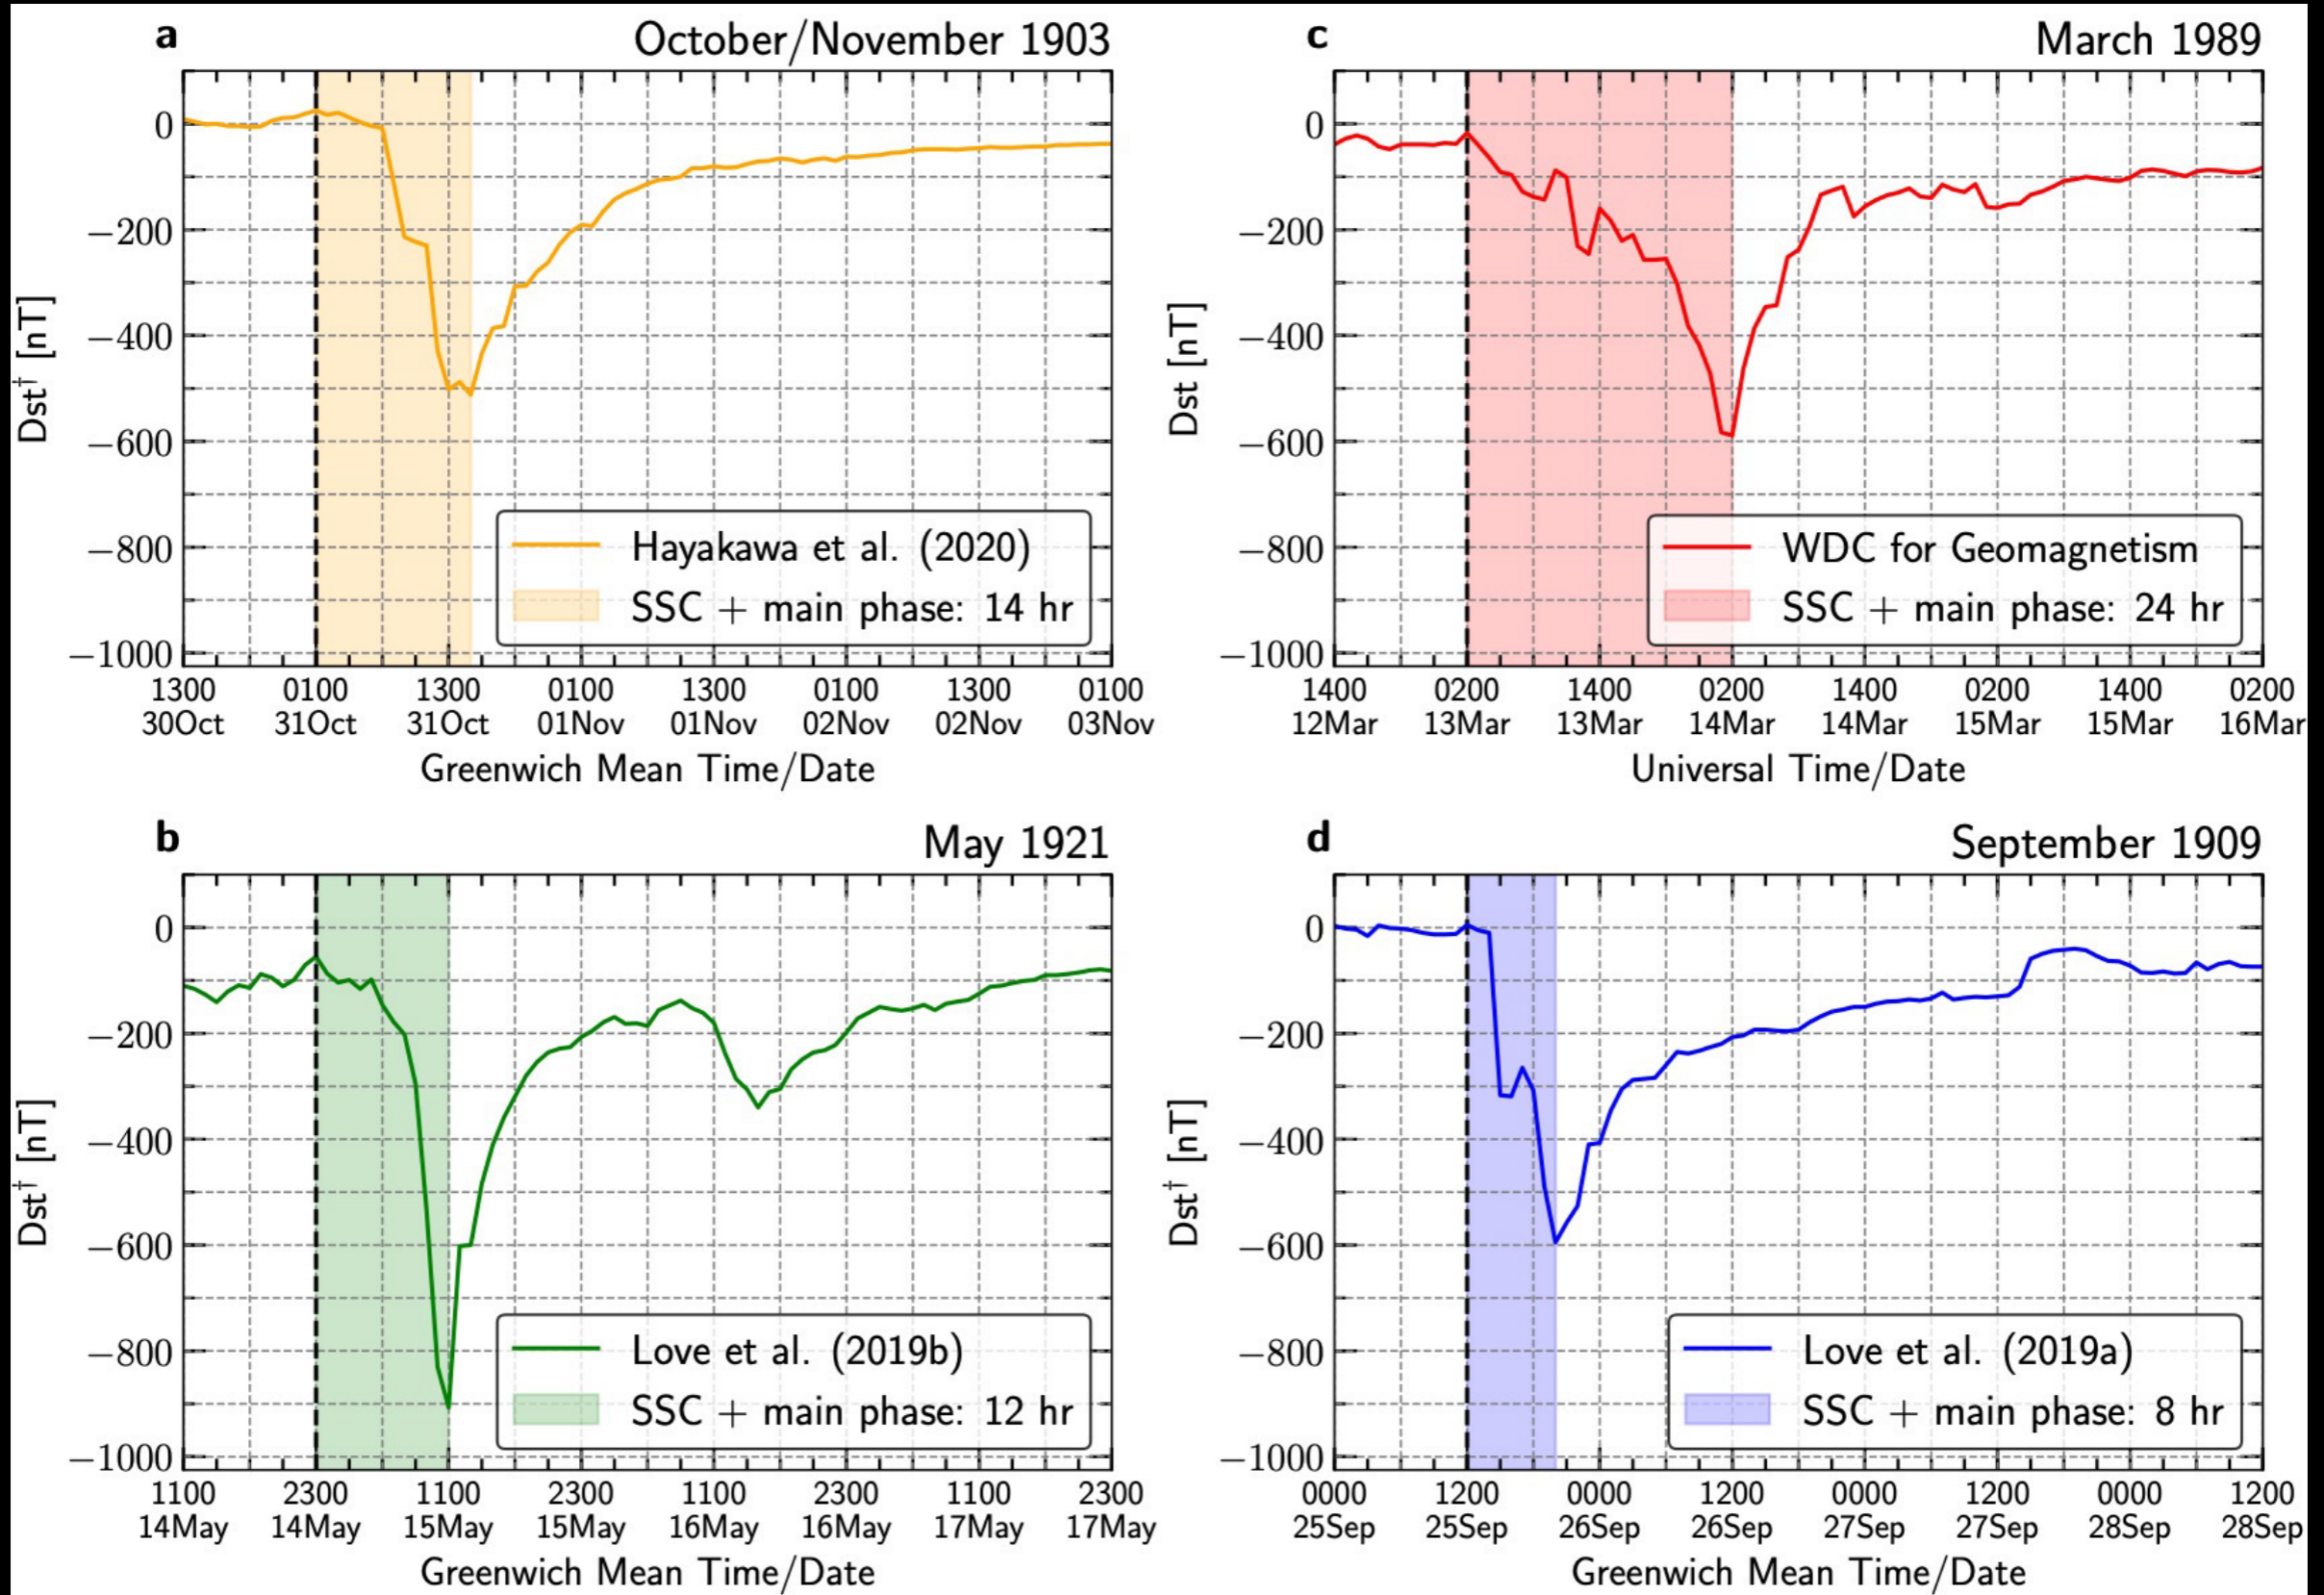 a
October/November 1903
Dst† [nT]
0
−200
−400
−600
−800
−1000
Hayakawa et al. (2020)
SSC + main phase: 14 hr
1300 0100 1300 0100 1300 0100 1300 0100
30Oct 31Oct 31Oct 01Nov 01Nov 02Nov 02Nov 03Nov
Greenwich Mean Time/Date
c
March 1989
Dst [nT]
0
−200
−400
−600
−800
−1000
WDC for Geomagnetism
SSC + main phase: 24 hr
1400 0200 1400 0200 1400 0200 1400 0200
12Mar 13Mar 13Mar 14Mar 14Mar 15Mar 15Mar 16Mar
Universal Time/Date
b
May 1921
Dst† [nT]
0
−200
−400
−600
−800
−1000
Love et al. (2019b)
SSC + main phase: 12 hr
1100 2300 1100 2300 1100 2300 1100 2300
14May 14May 15May 15May 16May 16May 17May 17May
Greenwich Mean Time/Date
d
September 1909
Dst† [nT]
0
−200
−400
−600
−800
−1000
Love et al. (2019a)
SSC + main phase: 8 hr
0000 1200 0000 1200 0000 1200 0000 1200
25Sep 25Sep 26Sep 26Sep 27Sep 27Sep 28Sep 28Sep
Greenwich Mean Time/Date